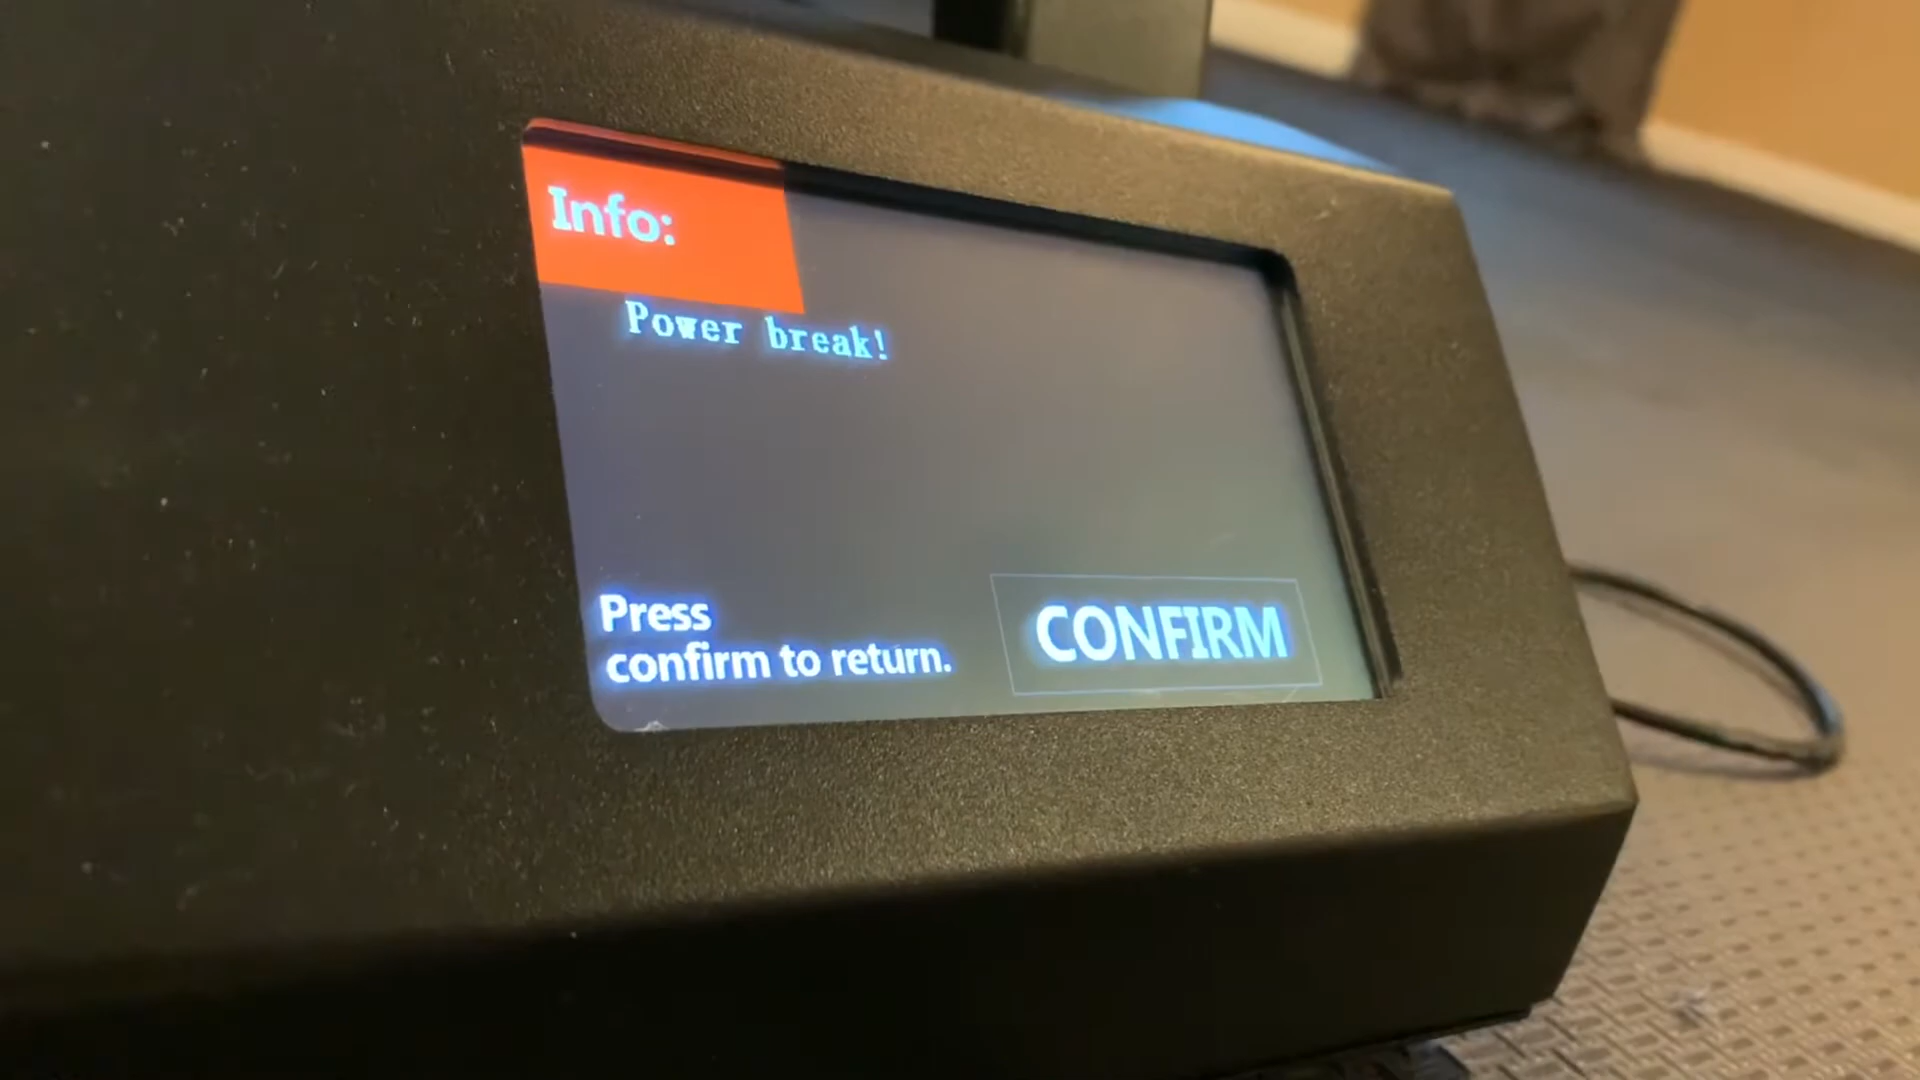 Info:
Power break!
Press
confirm to return.
CONFIRM